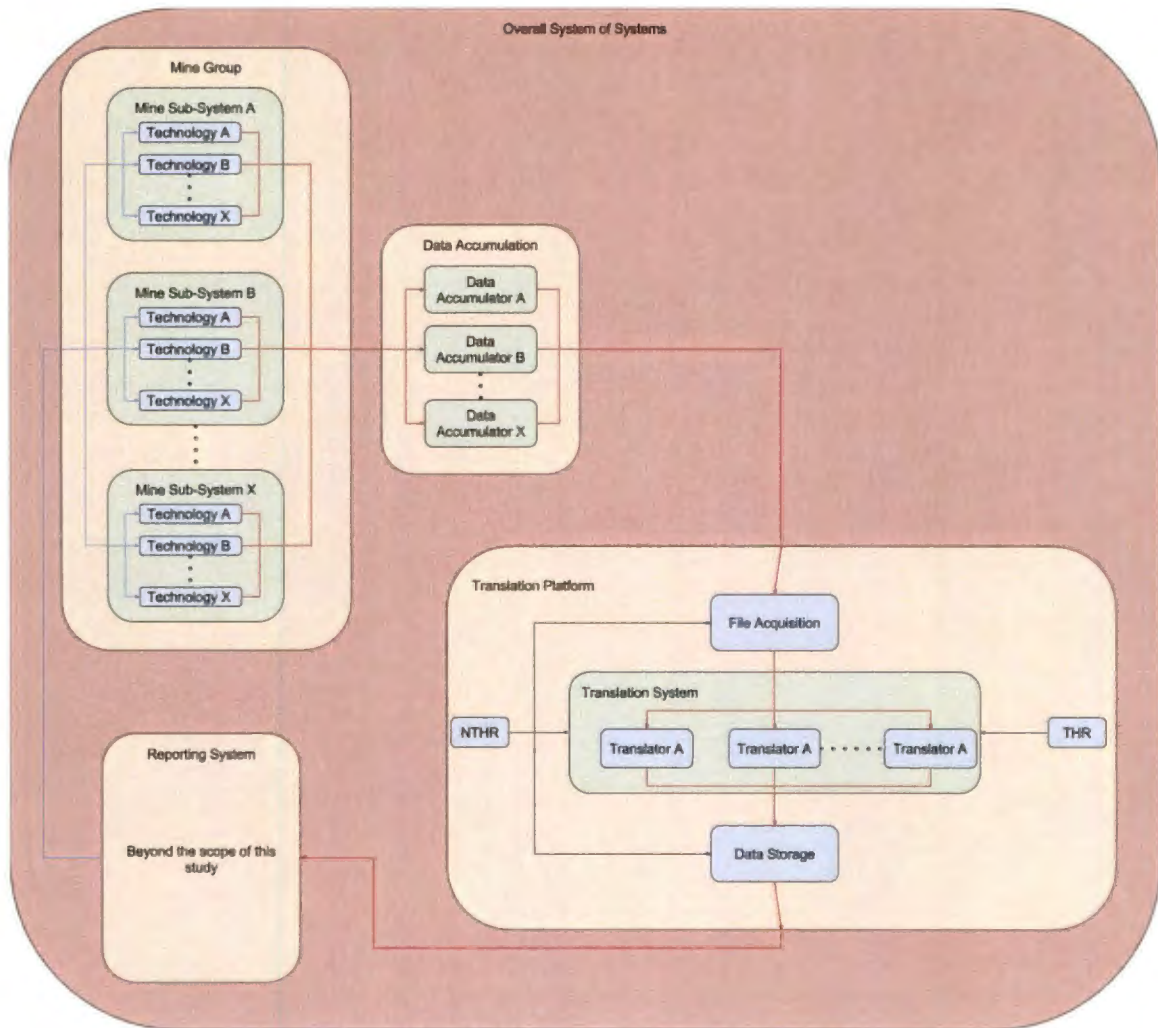 Overall System of Systems
Mine Group
Mine Sub-System A
Technology A
Technology B
Technology X
Mine Sub-System B
Technology A
Technology B
Technology X
Mine Sub-System X
Technology A
Technology B
Technology X
Data Accumulation
Data
Accumulator A
Data
Accumulator B
Data
Accumulator X
Translation Platform
File Acquisition
Translation System
NTHR
Translator A
Translator A
Translator A
THR
Data Storage
Reporting System
Beyond the scope of this
study